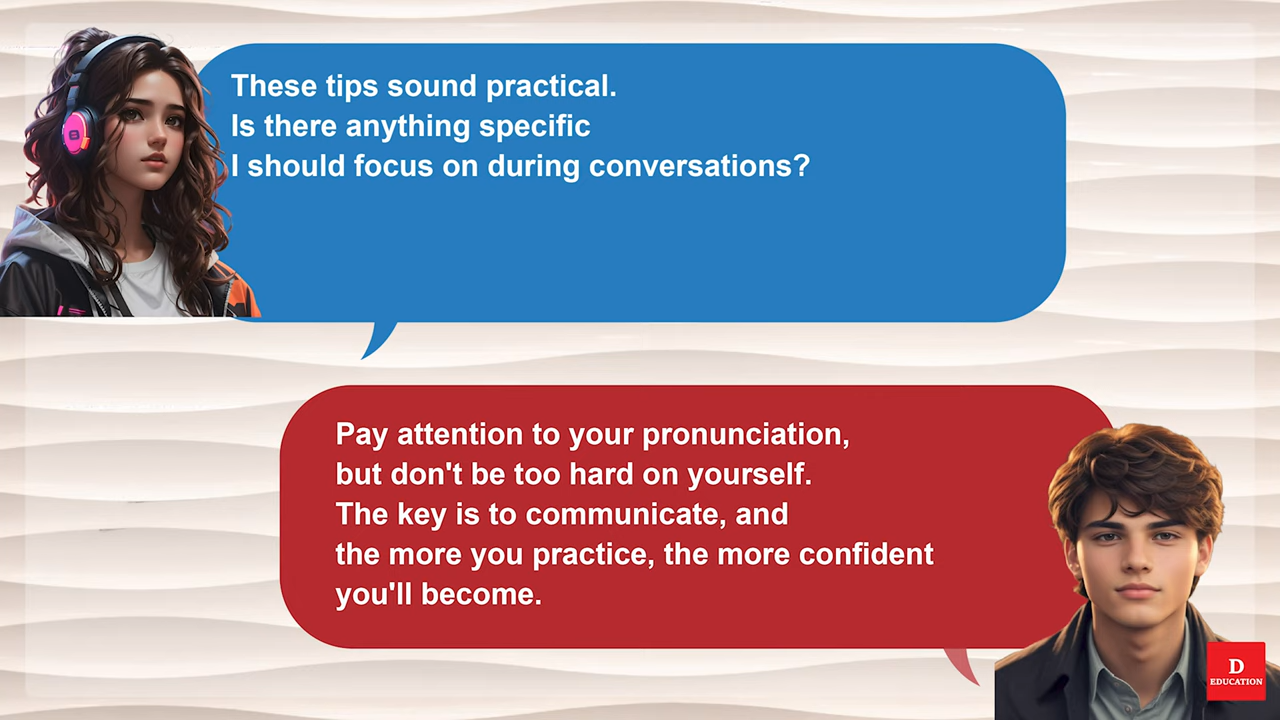 These tips sound practical.
Is there anything specific
I should focus on during conversations?
Pay attention to your pronunciation,
but don't be too hard on yourself.
The key is to communicate, and
the more you practice, the more confident
you'll become.
D
EDUCATION